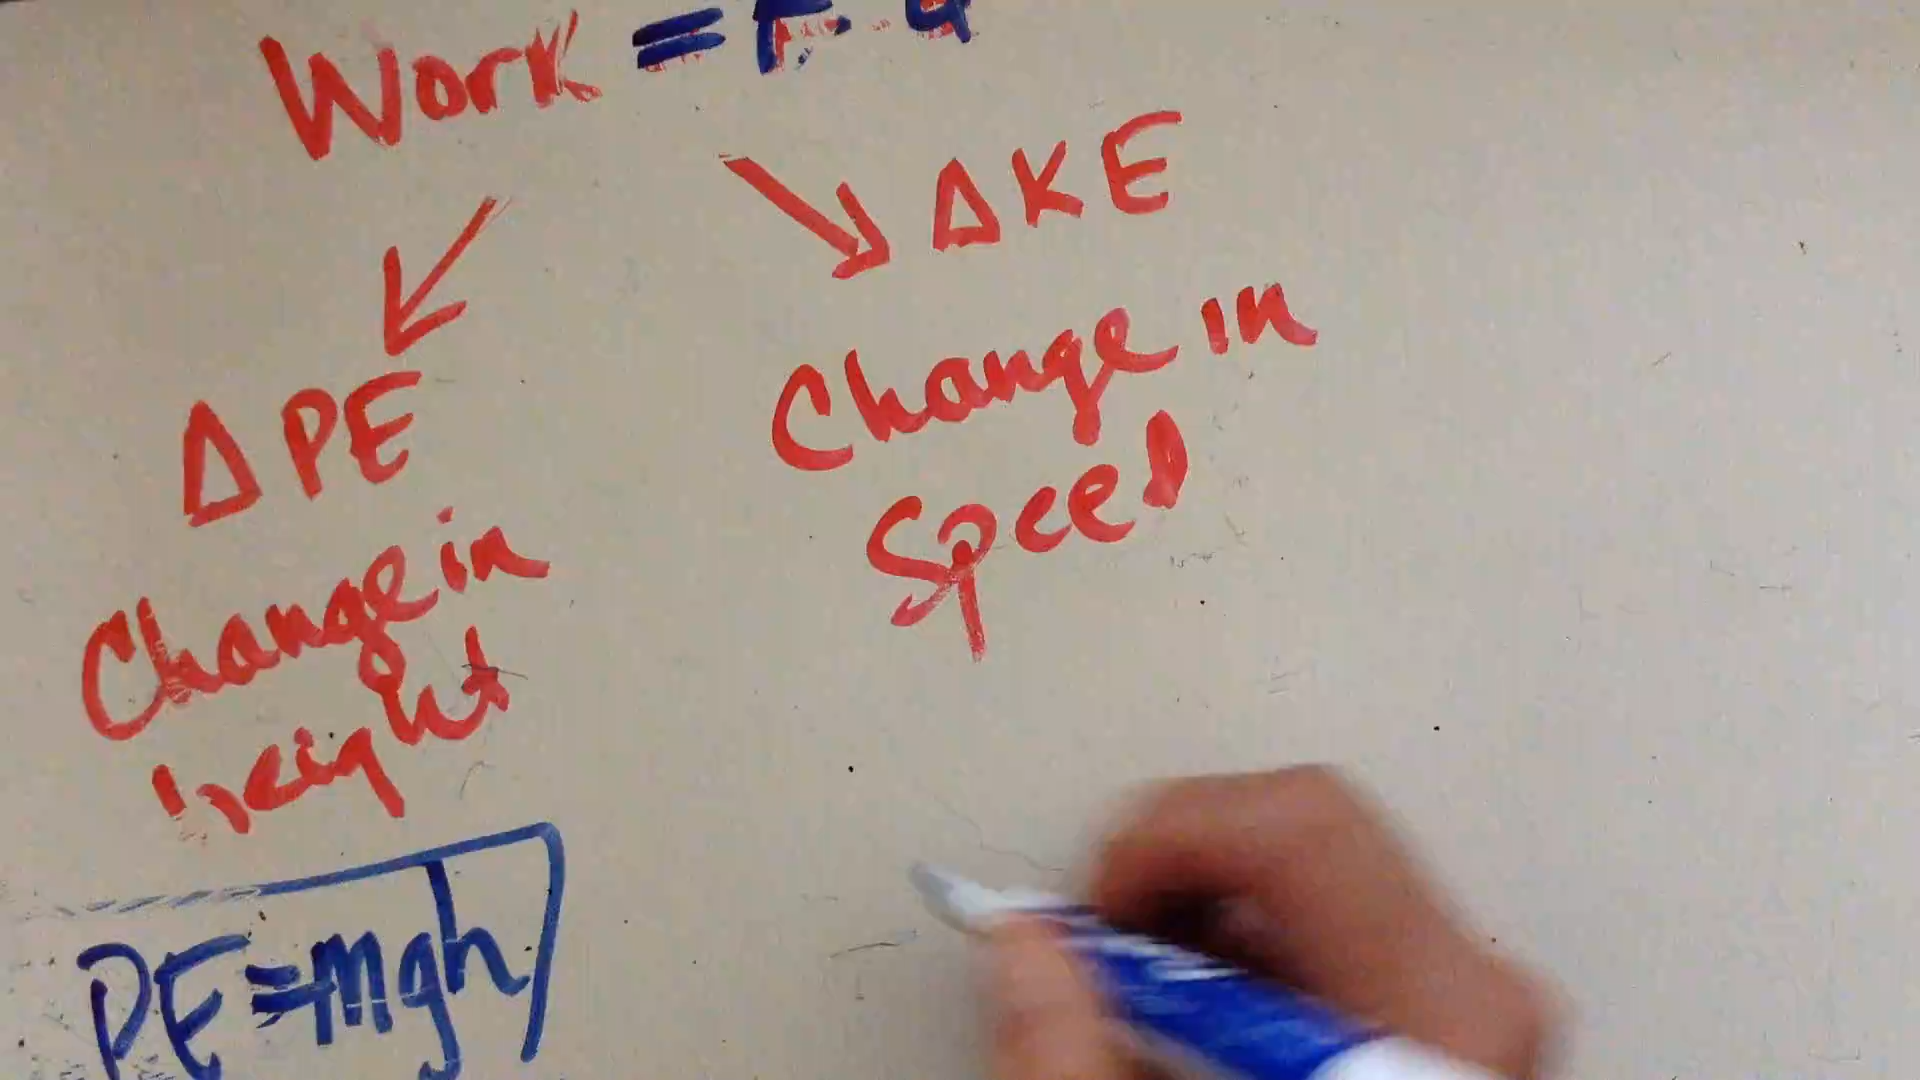 Work = F. d
ΔKE
Change in
Speed
ΔPE
Change in
height
PE=mgh